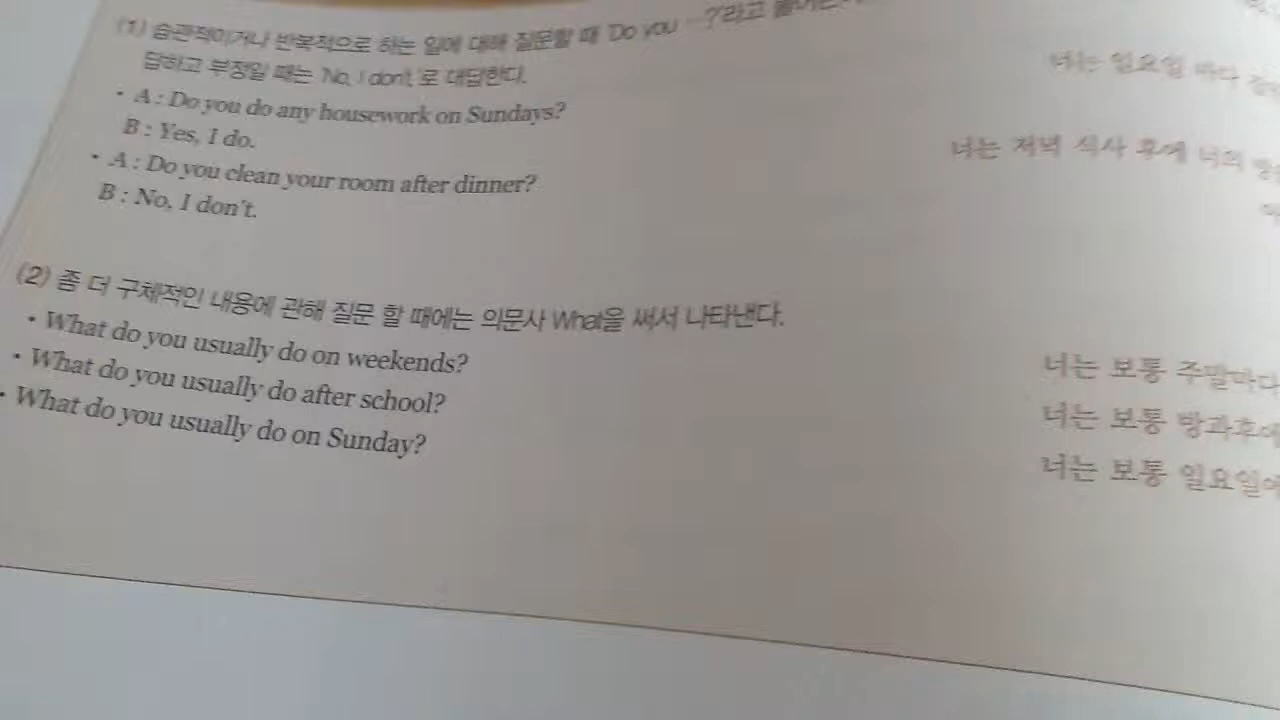 (1) 습관적이거나 반복적으로 하는 일에 대해 질문할 때 'Do you …?'라고
답하고 부정일 때는 'No, I don't.'로 대답한다.
너는 일요일 마다
• A : Do you do any housework on Sundays?
B : Yes, I do.
너는 저녁 식사 후에 너의
• A : Do you clean your room after dinner?
B : No, I don't.
(2) 좀 더 구체적인 내용에 관해 질문 할 때에는 의문사 What을 써서 나타낸다.
• What do you usually do on weekends?
너는 보통 주말마다
• What do you usually do after school?
너는 보통 방과후에
• What do you usually do on Sunday?
너는 보통 일요일에